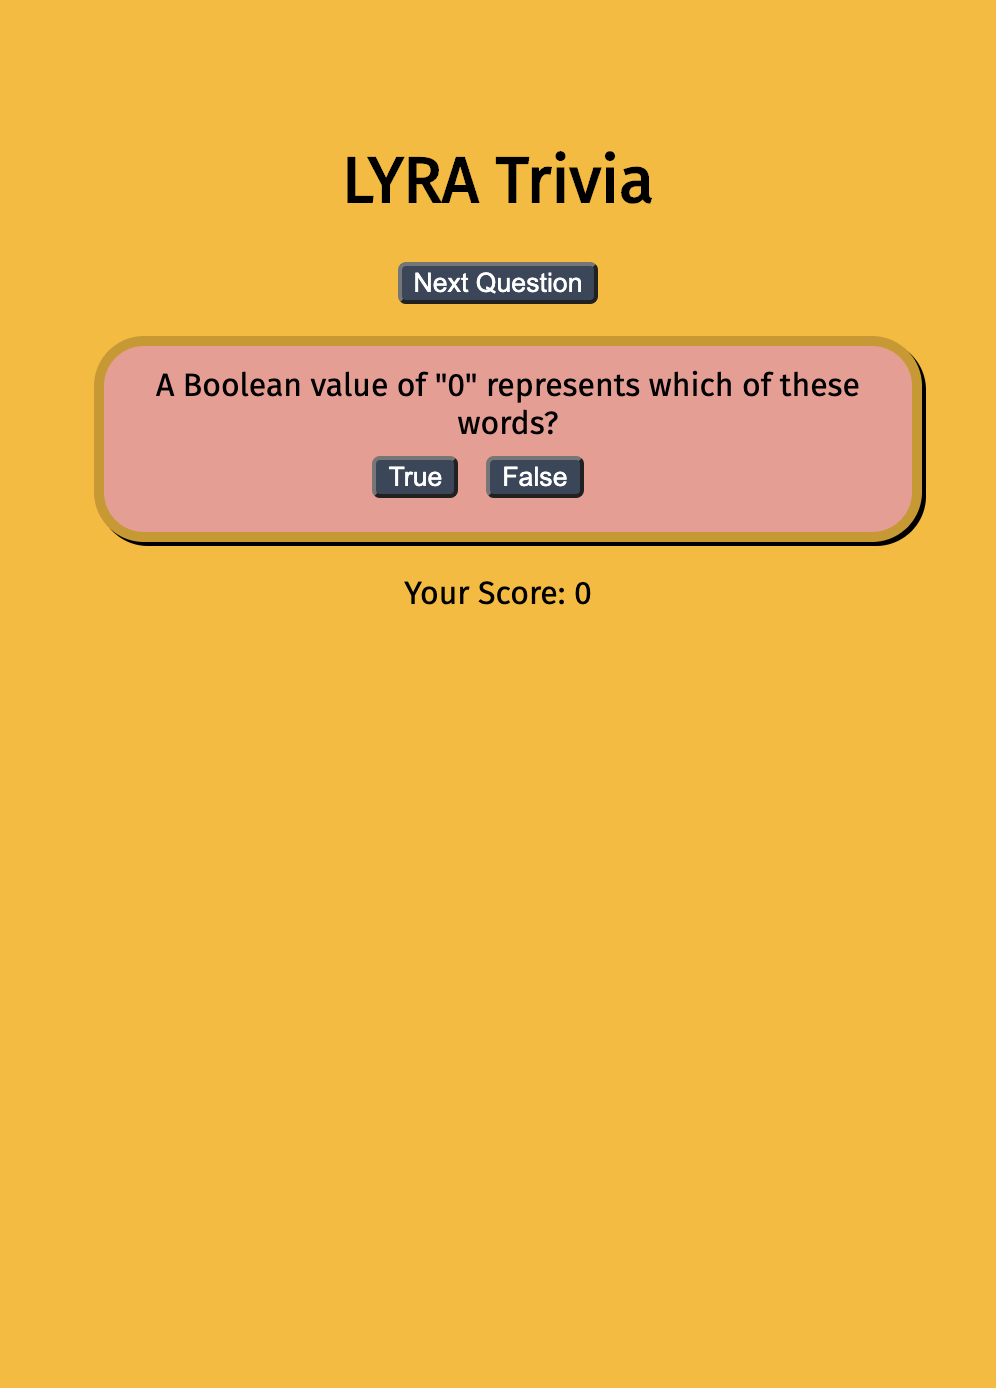 LYRA Trivia
Next Question
A Boolean value of "0" represents which of these
words?
True False
Your Score: 0